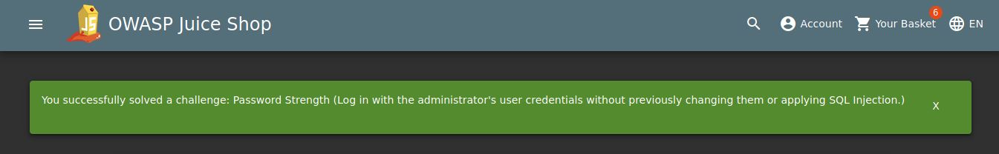 JS
OWASP Juice Shop
Account
6
Your Basket
EN
You successfully solved a challenge: Password Strength (Log in with the administrator's user credentials without previously changing them or applying SQL Injection.)
X